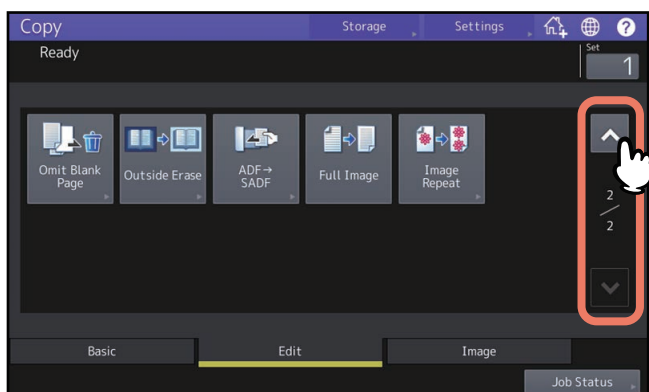 Copy
Storage
Settings
?
Ready
Set
1
Omit Blank
Page
Outside Erase
ADF→
SADF
Full Image
Image
Repeat
2
/
2
Basic
Edit
Image
Job Status